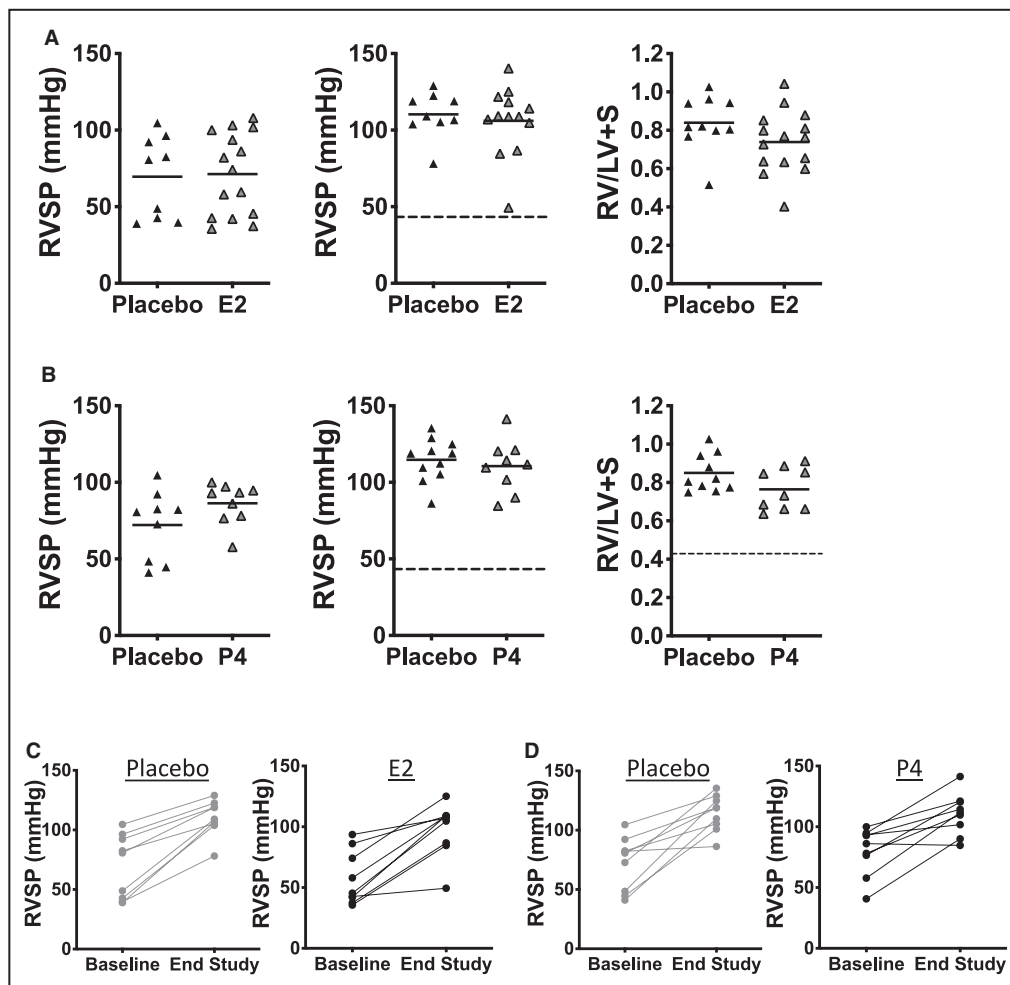 A
RVSP (mmHg)
150
100
50
0
Placebo E2
RVSP (mmHg)
150
100
50
0
Placebo E2
RV/LV+S
1.2
1.0
0.8
0.6
0.4
0.2
0.0
Placebo E2
B
RVSP (mmHg)
150
100
50
0
Placebo P4
RVSP (mmHg)
150
100
50
0
Placebo P4
RV/LV+S
1.2
1.0
0.8
0.6
0.4
0.2
0.0
Placebo P4
C
Placebo
RVSP (mmHg)
150
100
50
0
Baseline End Study
E2
RVSP (mmHg)
150
100
50
0
Baseline End Study
D
Placebo
RVSP (mmHg)
150
100
50
0
Baseline End Study
P4
RVSP (mmHg)
150
100
50
0
Baseline End Study